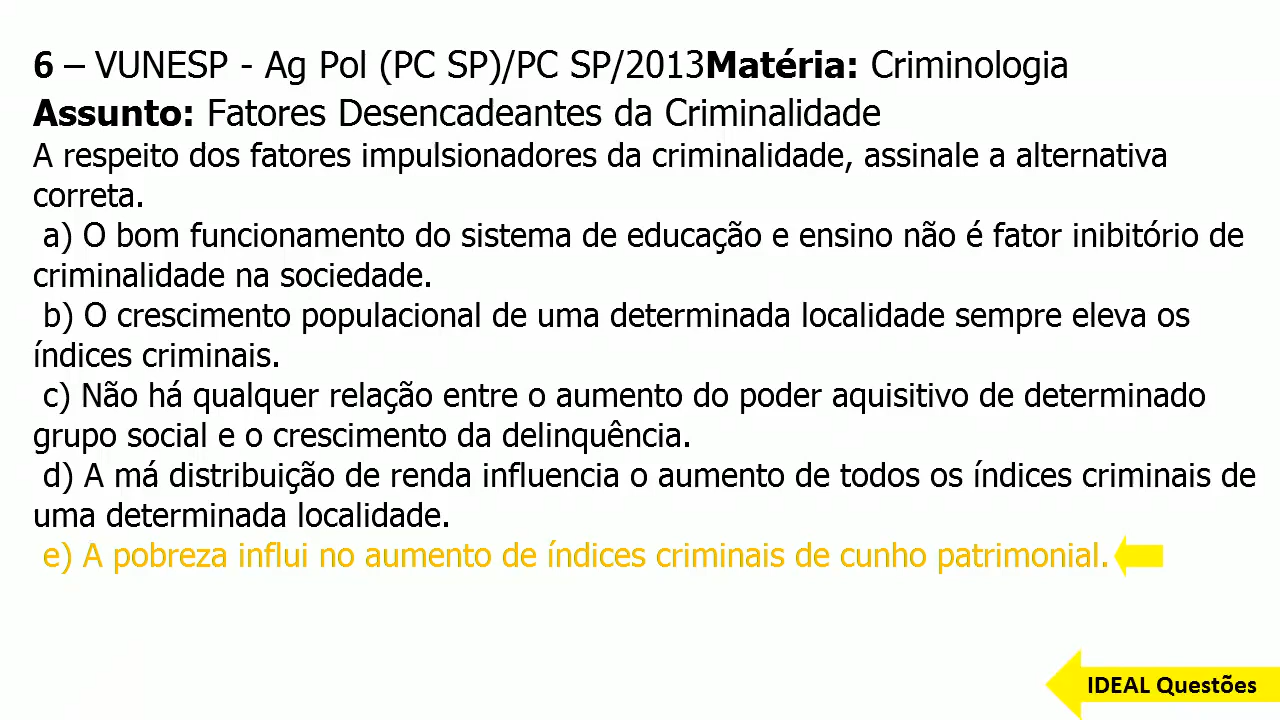 6 – VUNESP - Ag Pol (PC SP)/PC SP/2013Matéria: Criminologia
Assunto: Fatores Desencadeantes da Criminalidade
A respeito dos fatores impulsionadores da criminalidade, assinale a alternativa
correta.
a) O bom funcionamento do sistema de educação e ensino não é fator inibitório de
criminalidade na sociedade.
b) O crescimento populacional de uma determinada localidade sempre eleva os
índices criminais.
c) Não há qualquer relação entre o aumento do poder aquisitivo de determinado
grupo social e o crescimento da delinquência.
d) A má distribuição de renda influencia o aumento de todos os índices criminais de
uma determinada localidade.
e) A pobreza influi no aumento de índices criminais de cunho patrimonial.
IDEAL Questões